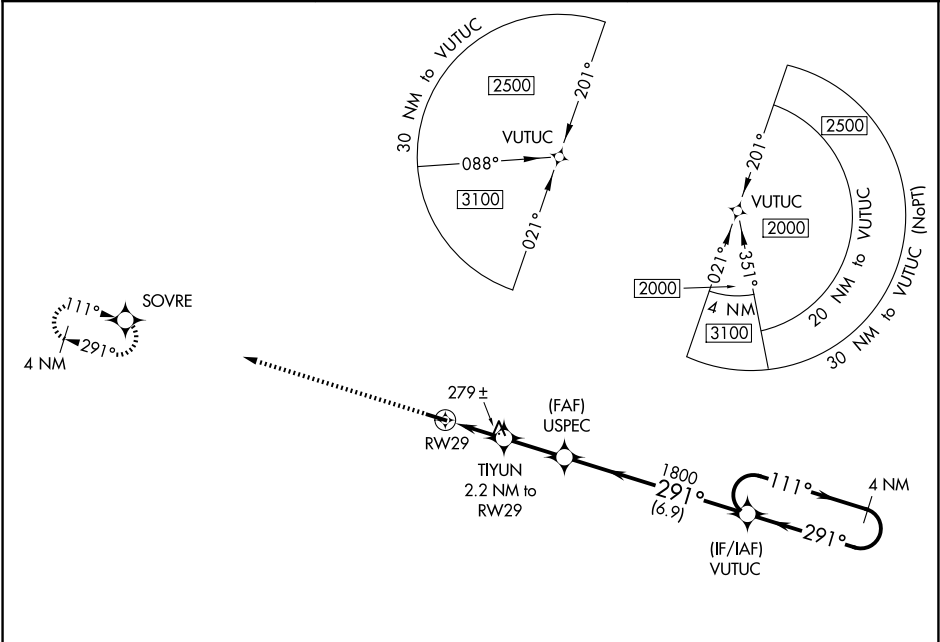 30 NM to VUTUC
2500
201°
VUTUC
088°
3100
021°
2500
201°
VUTUC
2000
021°
351°
2000
4 NM
3100
20 NM to VUTUC
30 NM to VUTUC (NoPT)
111°
SOVRE
291°
4 NM
279±
(FAF)
USPEC
RW29
TIYUN
2.2 NM to
RW29
1800
291°
(6.9)
111°
4 NM
291°
(IF/IAF)
VUTUC